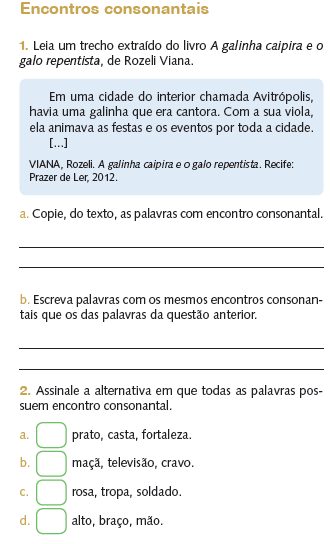 Encontros consonantais
1. Leia um trecho extraído do livro A galinha caipira e o
galo repentista, de Rozeli Viana.
Em uma cidade do interior chamada Avitrópolis,
havia uma galinha que era cantora. Com a sua viola,
ela animava as festas e os eventos por toda a cidade.
[...]
VIANA, Rozeli. A galinha caipira e o galo repentista. Recife:
Prazer de Ler, 2012.
a. Copie, do texto, as palavras com encontro consonantal.
b. Escreva palavras com os mesmos encontros consonan-
tais que os das palavras da questão anterior.
2. Assinale a alternativa em que todas as palavras pos-
suem encontro consonantal.
a. prato, casta, fortaleza.
b. maçã, televisão, cravo.
c. rosa, tropa, soldado.
d. alto, braço, mão.